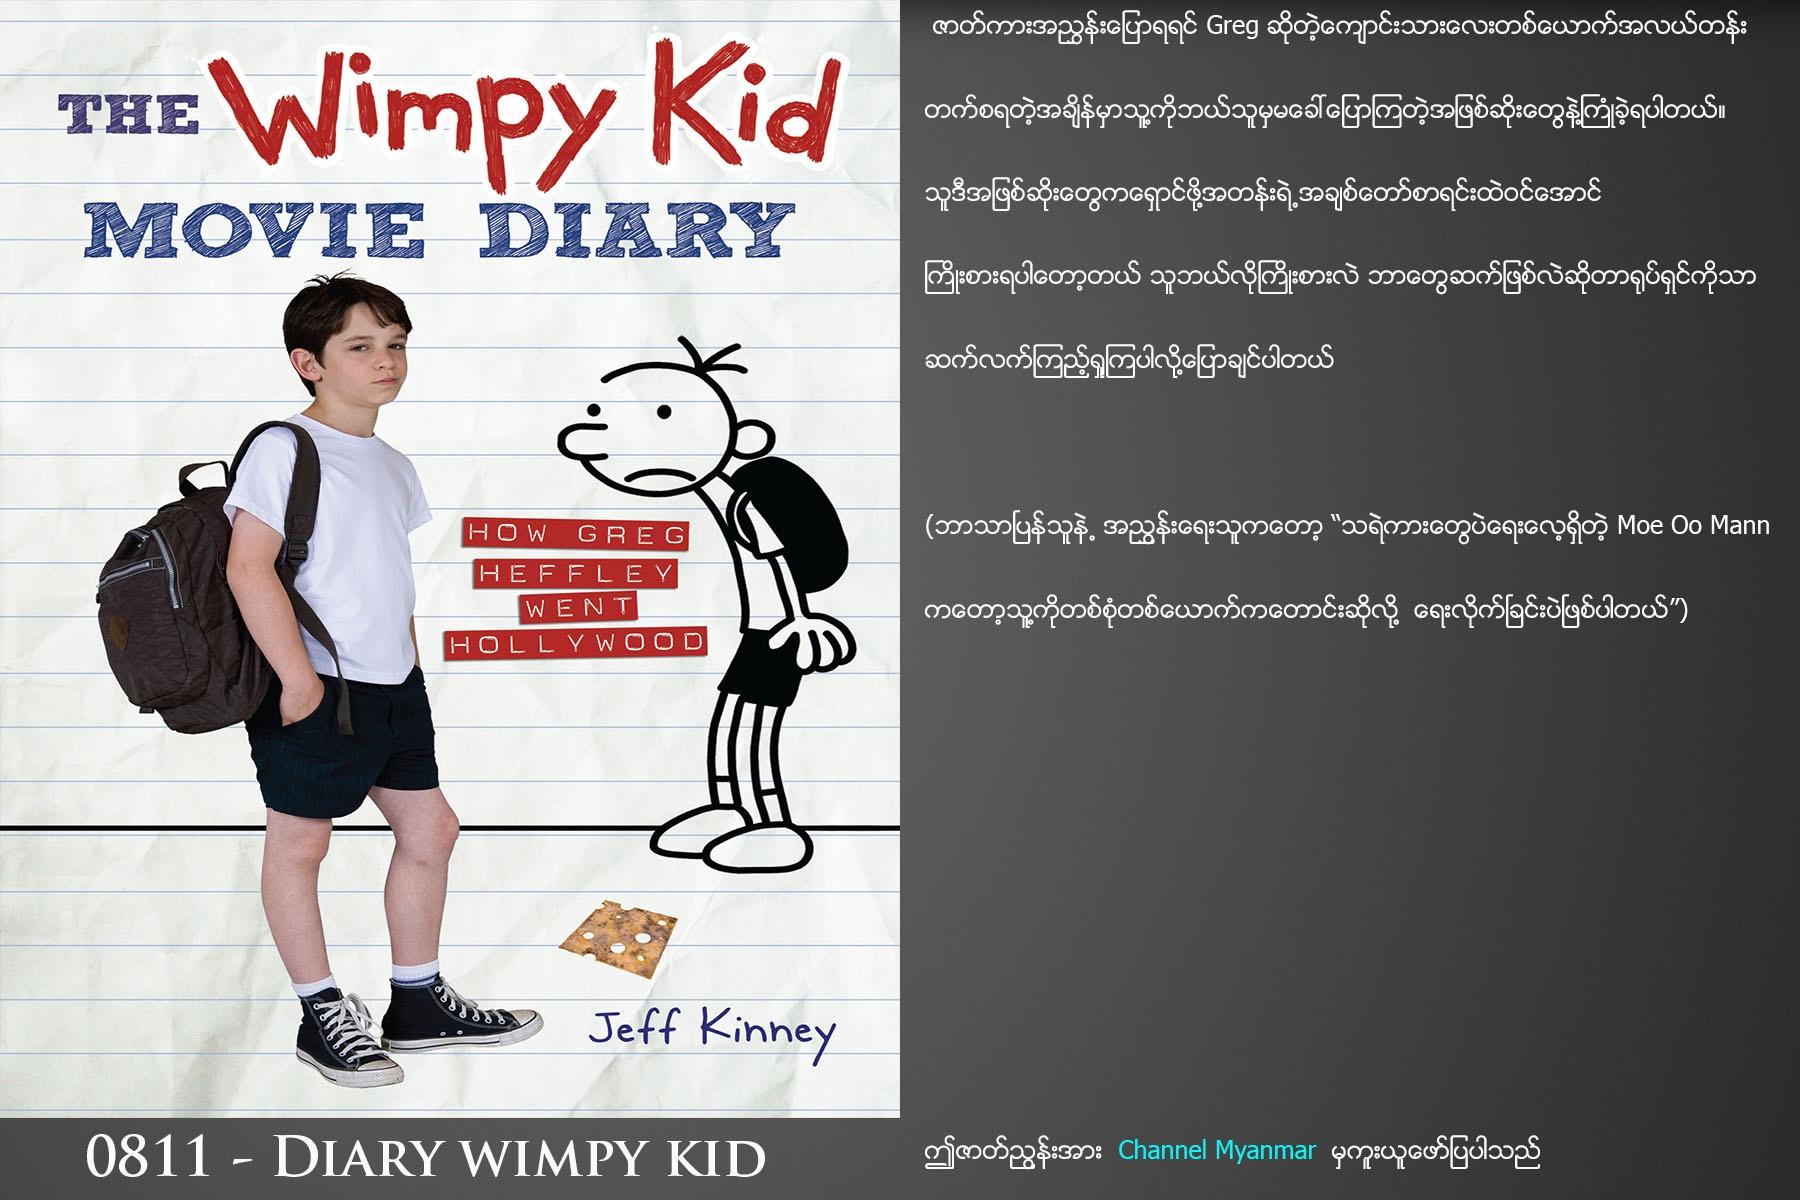 THE Wimpy Kid
MOVIE DIARY
HOW GREG
HEFFLEY
WENT
HOLLYWOOD
Jeff Kinney
0811 - DIARY WIMPY KID
ဇာတ်ကားအညွှန်းပြောရရင် Greg ဆိုတဲ့ကျောင်းသားလေးတစ်ယောက်အလယ်တန်း
တက်စရတဲ့အချိန်မှာသူ့ကိုဘယ်သူမှမခေါ်ပြောကြတဲ့အဖြစ်ဆိုးတွေနဲ့ကြုံခဲ့ရပါတယ်။
သူဒီအဖြစ်ဆိုးတွေကရှောင်ဖို့အတန်းရဲ့အချစ်တော်စာရင်းထဲဝင်အောင်
ကြိုးစားရပါတော့တယ် သူဘယ်လိုကြိုးစားလဲ ဘာတွေဆက်ဖြစ်လဲဆိုတာရုပ်ရှင်ကိုသာ
ဆက်လက်ကြည့်ရှုကြပါလို့ပြောချင်ပါတယ်
(ဘာသာပြန်သူနဲ့ အညွှန်းရေးသူကတော့ “သရဲကားတွေပဲရေးလေ့ရှိတဲ့ Moe Oo Mann
ကတော့သူ့ကိုတစ်စုံတစ်ယောက်ကတောင်းဆိုလို့ ရေးလိုက်ခြင်းပဲဖြစ်ပါတယ်”)
ဤဇာတ်ညွှန်းအား Channel Myanmar မှကူးယူဖော်ပြပါသည်